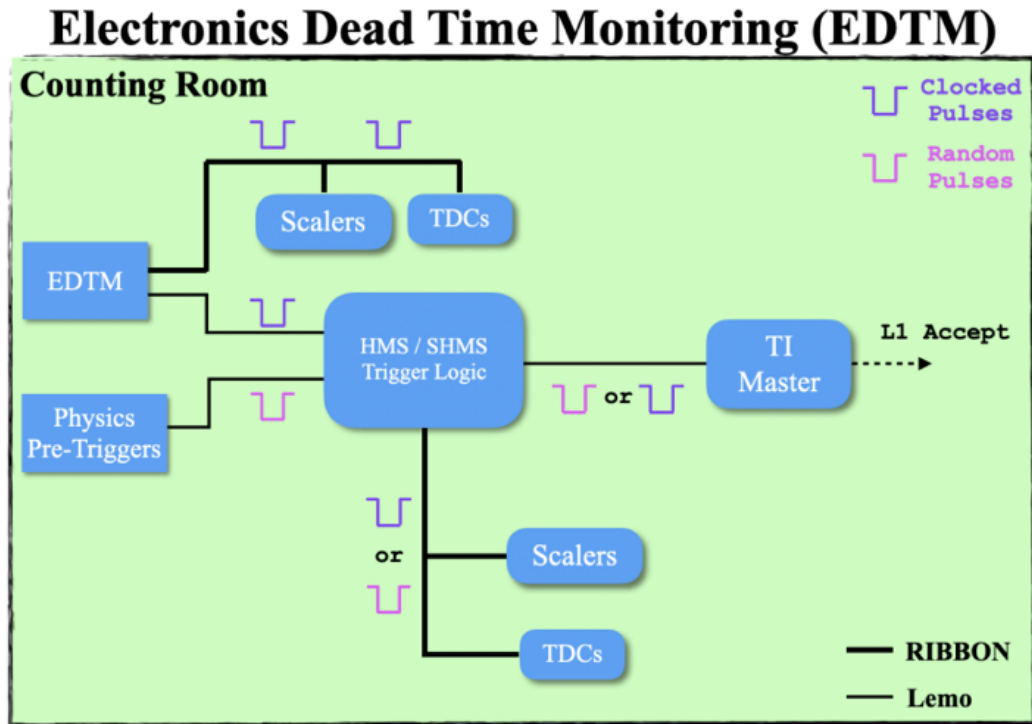 Electronics Dead Time Monitoring (EDTM)
Counting Room
Clocked
Pulses
Random
Pulses
Scalers
TDCs
EDTM
HMS / SHMS
Trigger Logic
TI
Master
L1 Accept
Physics
Pre-Triggers
or
or
Scalers
TDCs
RIBBON
Lemo